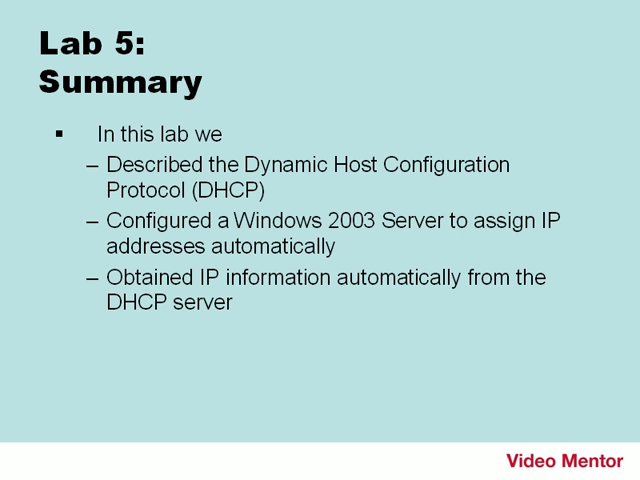 Lab 5:
Summary
▪ In this lab we
– Described the Dynamic Host Configuration
Protocol (DHCP)
– Configured a Windows 2003 Server to assign IP
addresses automatically
– Obtained IP information automatically from the
DHCP server
Video Mentor